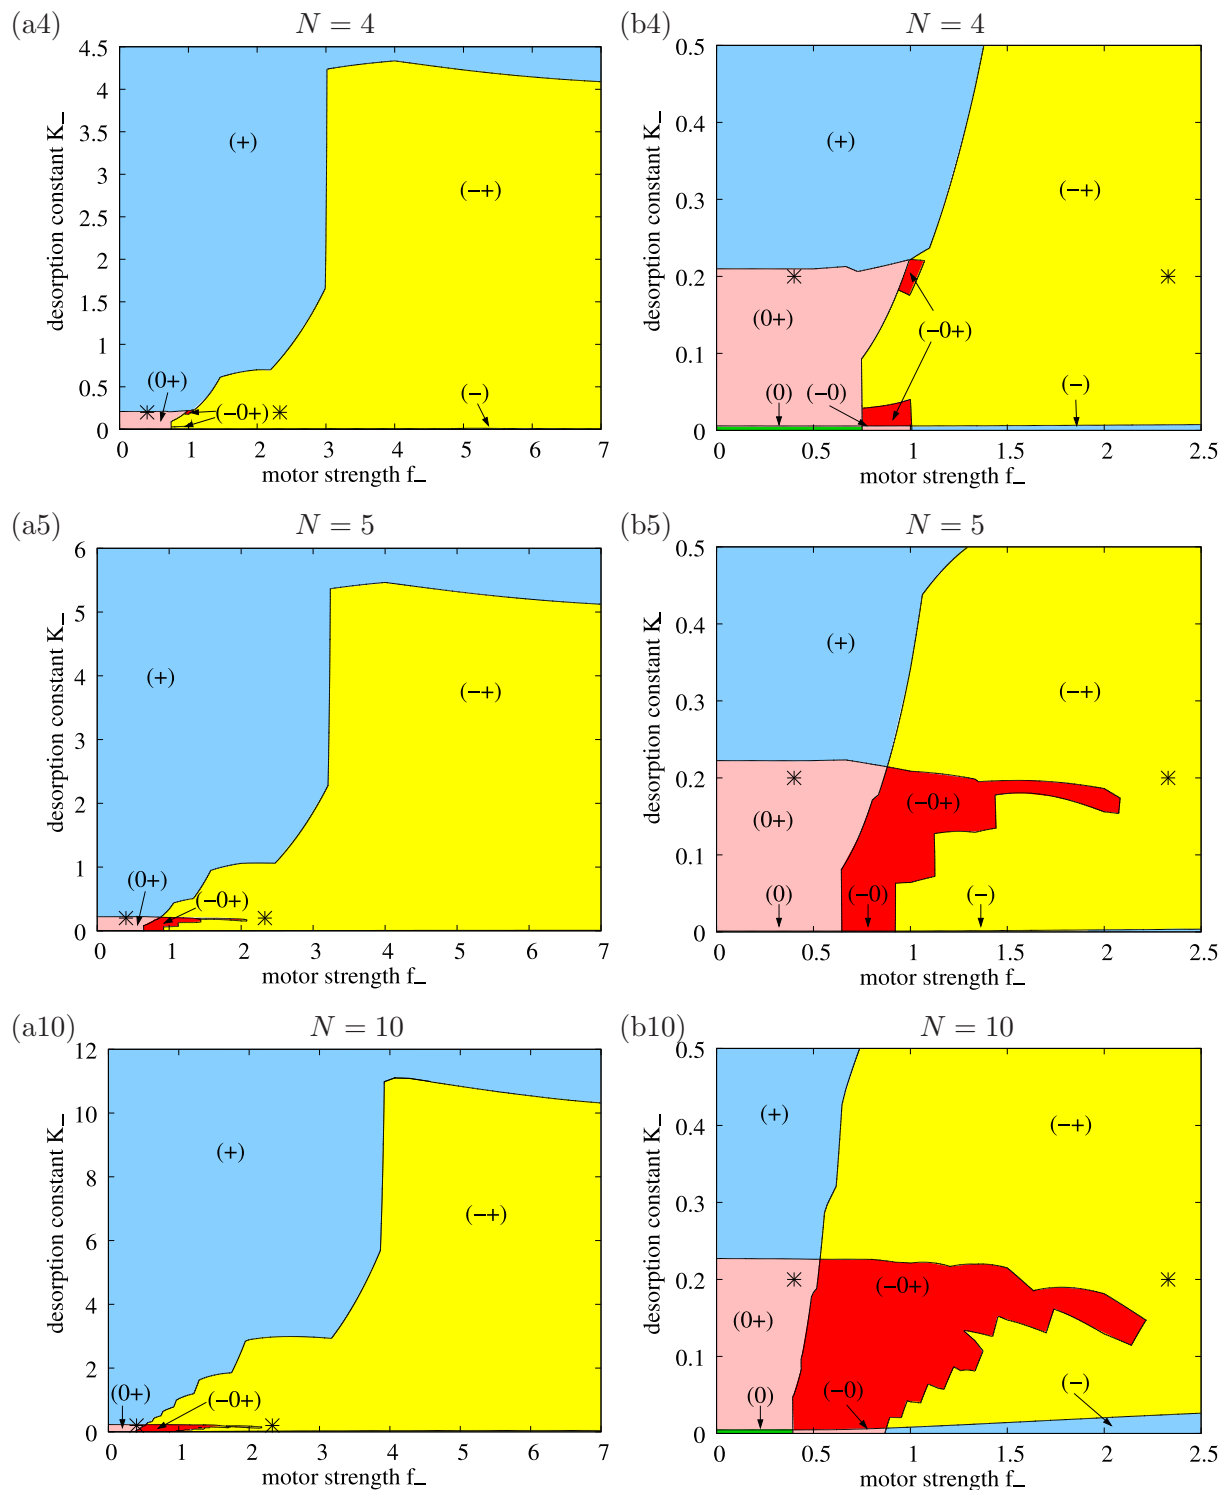 (a4) N = 4
4.5
4
3.5
3
2.5
2
1.5
1
0.5
0
desorption constant K_
(+)
(−+)
(0+)
(−)
(−0+)
0 1 2 3 4 5 6 7
motor strength f_
(b4) N = 4
0.5
0.4
0.3
0.2
0.1
0
desorption constant K_
(+)
(−+)
(0+)
(−0+)
(0) (−0) (−)
0 0.5 1 1.5 2 2.5
motor strength f_
(a5) N = 5
6
5
4
3
2
1
0
desorption constant K_
(+)
(−+)
(0+)
(−0+)
0 1 2 3 4 5 6 7
motor strength f_
(b5) N = 5
0.5
0.4
0.3
0.2
0.1
0
desorption constant K_
(+)
(−+)
(−0+)
(0+)
(0) (−0) (−)
0 0.5 1 1.5 2 2.5
motor strength f_
(a10) N = 10
12
10
8
6
4
2
0
desorption constant K_
(+)
(−+)
(0+)
(−0+)
0 1 2 3 4 5 6 7
motor strength f_
(b10) N = 10
0.5
0.4
0.3
0.2
0.1
0
desorption constant K_
(+)
(−+)
(−0+)
(0+)
(0) (−0) (−)
0 0.5 1 1.5 2 2.5
motor strength f_